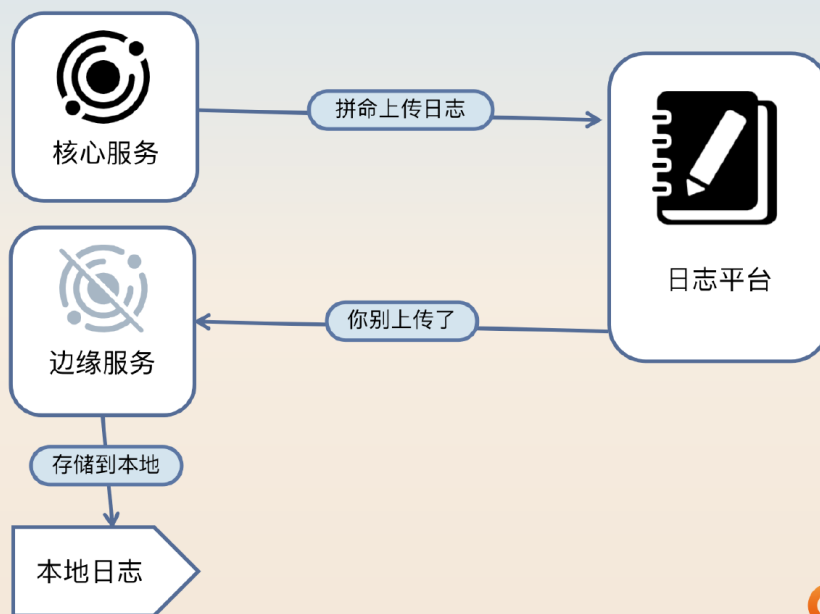 拼命上传日志
核心服务
日志平台
你别上传了
边缘服务
存储到本地
本地日志